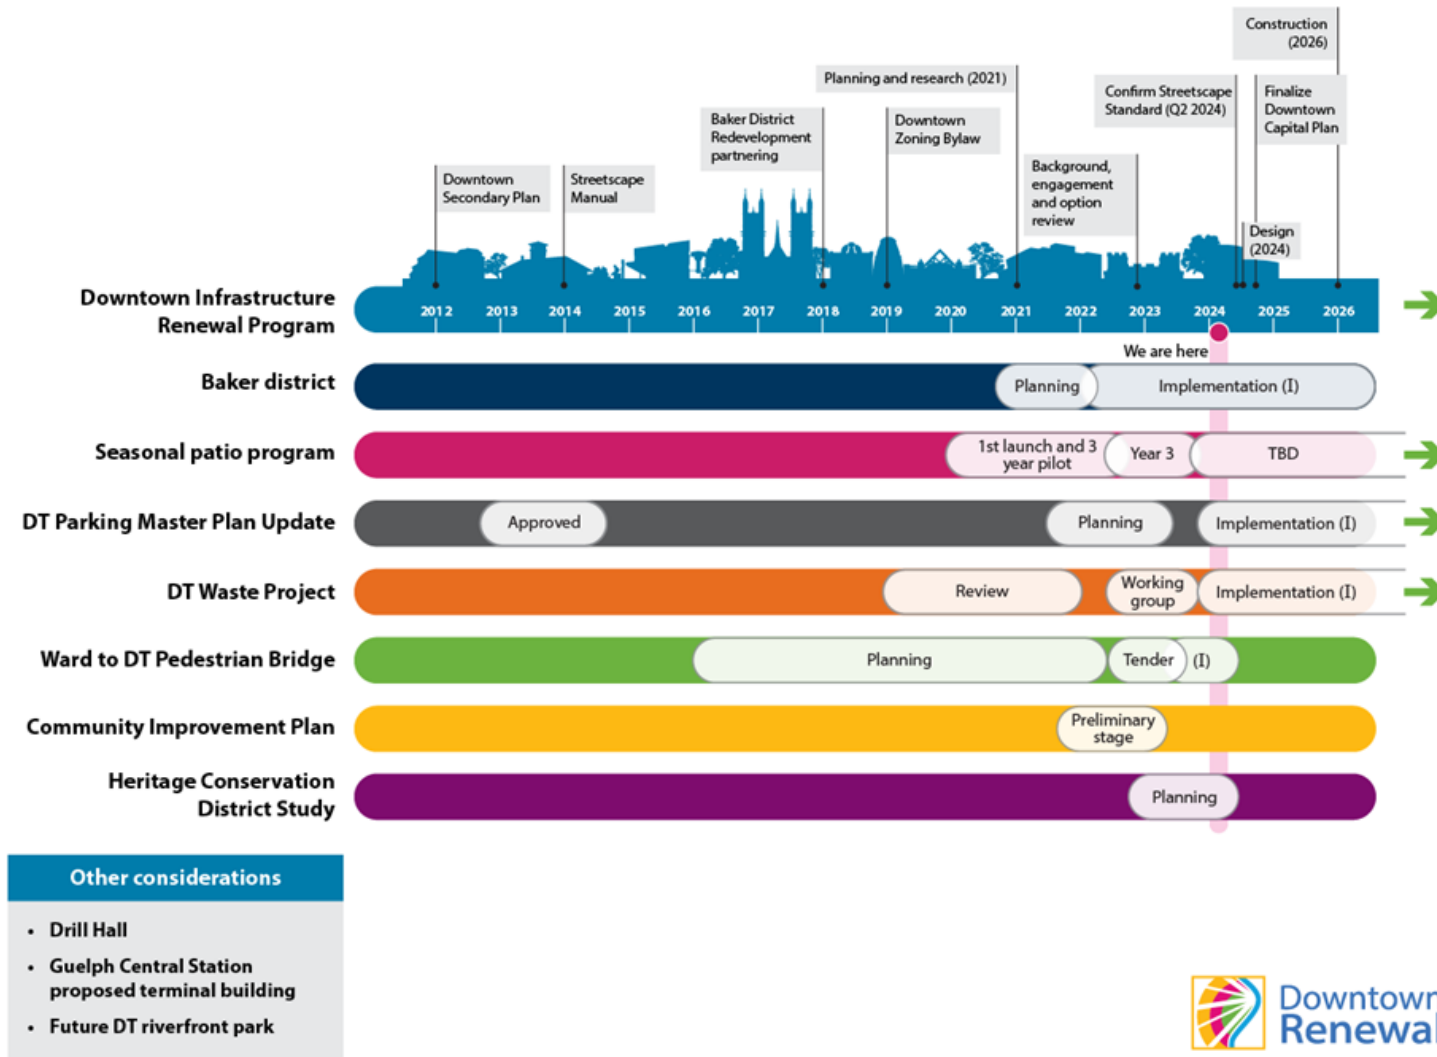 Construction
(2026)
Planning and research (2021)
Confirm Streetscape
Standard (Q2 2024)
Finalize
Downtown
Capital Plan
Baker District
Redevelopment
partnering
Downtown
Zoning Bylaw
Background,
engagement
and option
review
Downtown
Secondary Plan
Streetscape
Manual
Design
(2024)
Downtown Infrastructure
Renewal Program
2012 2013 2014 2015 2016 2017 2018 2019 2020 2021 2022 2023 2024 2025 2026
We are here
Baker district
Planning
Implementation (I)
Seasonal patio program
1st launch and 3
year pilot
Year 3
TBD
DT Parking Master Plan Update
Approved
Planning
Implementation (I)
DT Waste Project
Review
Working
group
Implementation (I)
Ward to DT Pedestrian Bridge
Planning
Tender
(I)
Community Improvement Plan
Preliminary
stage
Heritage Conservation
District Study
Planning
Other considerations
• Drill Hall
• Guelph Central Station
proposed terminal building
• Future DT riverfront park
Downtown
Renewal